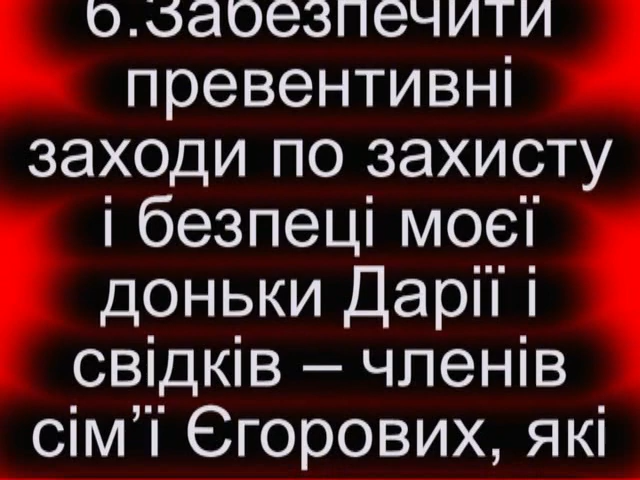 6.Забезпечити
превентивні
заходи по захисту
і безпеці моєї
доньки Дарії і
свідків – членів
сім’ї Єгорових, які